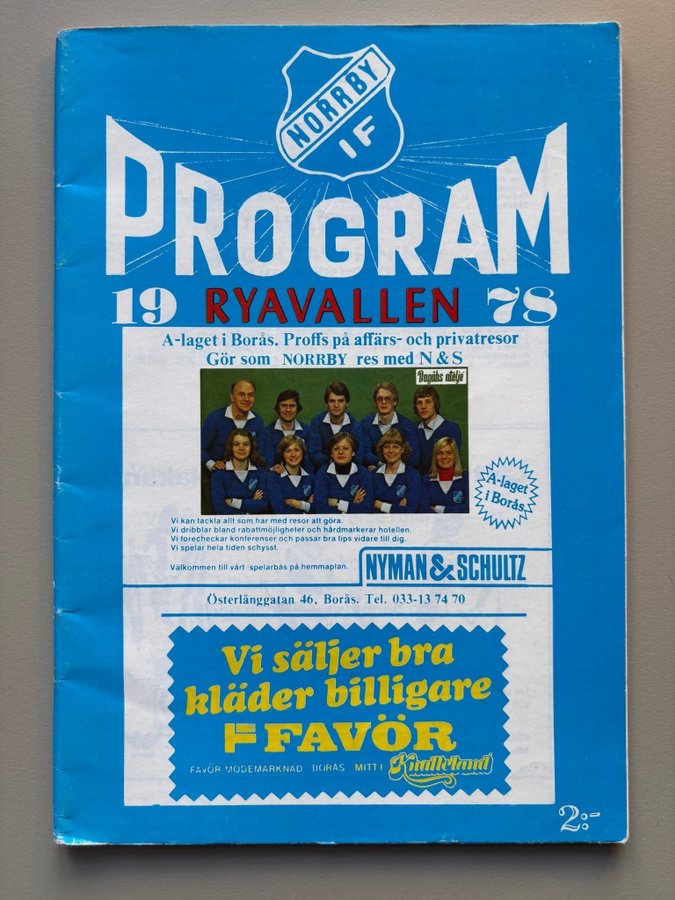 NORRBY
IF
PROGRAM
19 RYAVALLEN 78
A-laget i Borås. Proffs på affärs- och privatresor
Gör som NORRBY res med N & S
Dagåhs ateljé
A-laget
i Borås
Vi kan tackla allt som har med resor att göra.
Vi dribblar bland rabattmöjligheter och hårdmarkerar hotellen.
Vi forecheckar konferenser och passar bra tips vidare till dig.
Vi spelar hela tiden schysst.
Välkommen till vårt spelarbås på hemmaplan.
NYMAN & SCHULTZ
Österlånggatan 46, Borås. Tel. 033-13 74 70
Vi säljer bra
kläder billigare
FAVÖR
FAVÖR MODEMARKNAD BORÅS MITT I Knalleland
2:-